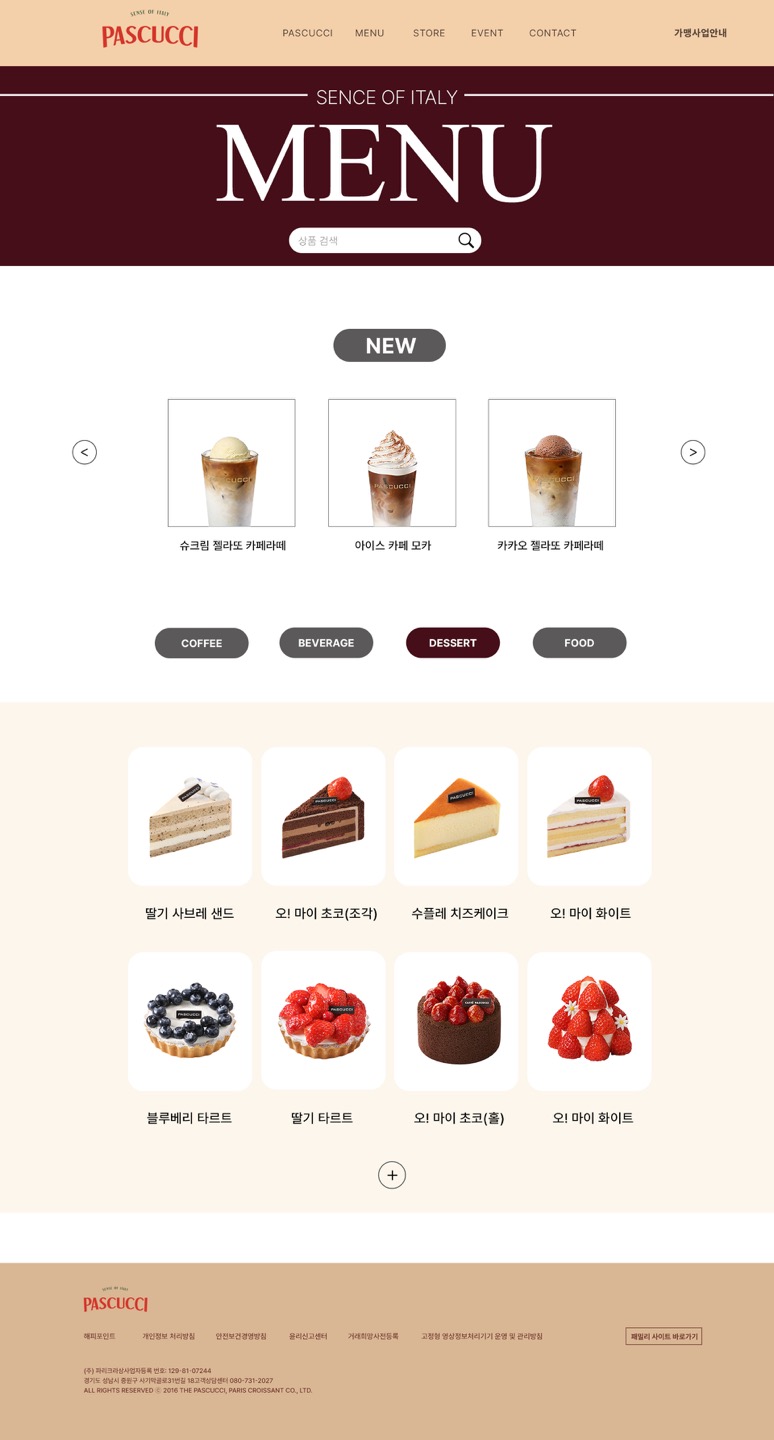 SENSE OF ITALY
PASCUCCI
PASCUCCI MENU STORE EVENT CONTACT
가맹사업안내
SENCE OF ITALY
MENU
상품 검색
NEW
<
>
PASCUCCI
슈크림 젤라또 카페라떼
아이스 카페 모카
카카오 젤라또 카페라떼
COFFEE BEVERAGE DESSERT FOOD
PASCUCCI
PASCUCCI
PASCUCCI
PASCUCCI
딸기 사브레 샌드
오! 마이 초코(조각)
수플레 치즈케이크
오! 마이 화이트
PASCUCCI
PASCUCCI
블루베리 타르트
딸기 타르트
오! 마이 초코(홀)
오! 마이 화이트
+
SENSE OF ITALY
PASCUCCI
해피포인트 개인정보 처리방침 안전보건경영방침 윤리신고센터 거래희망사전등록 고정형 영상정보처리기기 운영 및 관리방침
패밀리 사이트 바로가기
(주) 파리크라상사업자등록 번호: 129-81-07244
경기도 성남시 중원구 사기막골로31번길 18고객상담센터 080-731-2027
ALL RIGHTS RESERVED ⓒ 2016 THE PASCUCCI, PARIS CROISSANT CO., LTD.